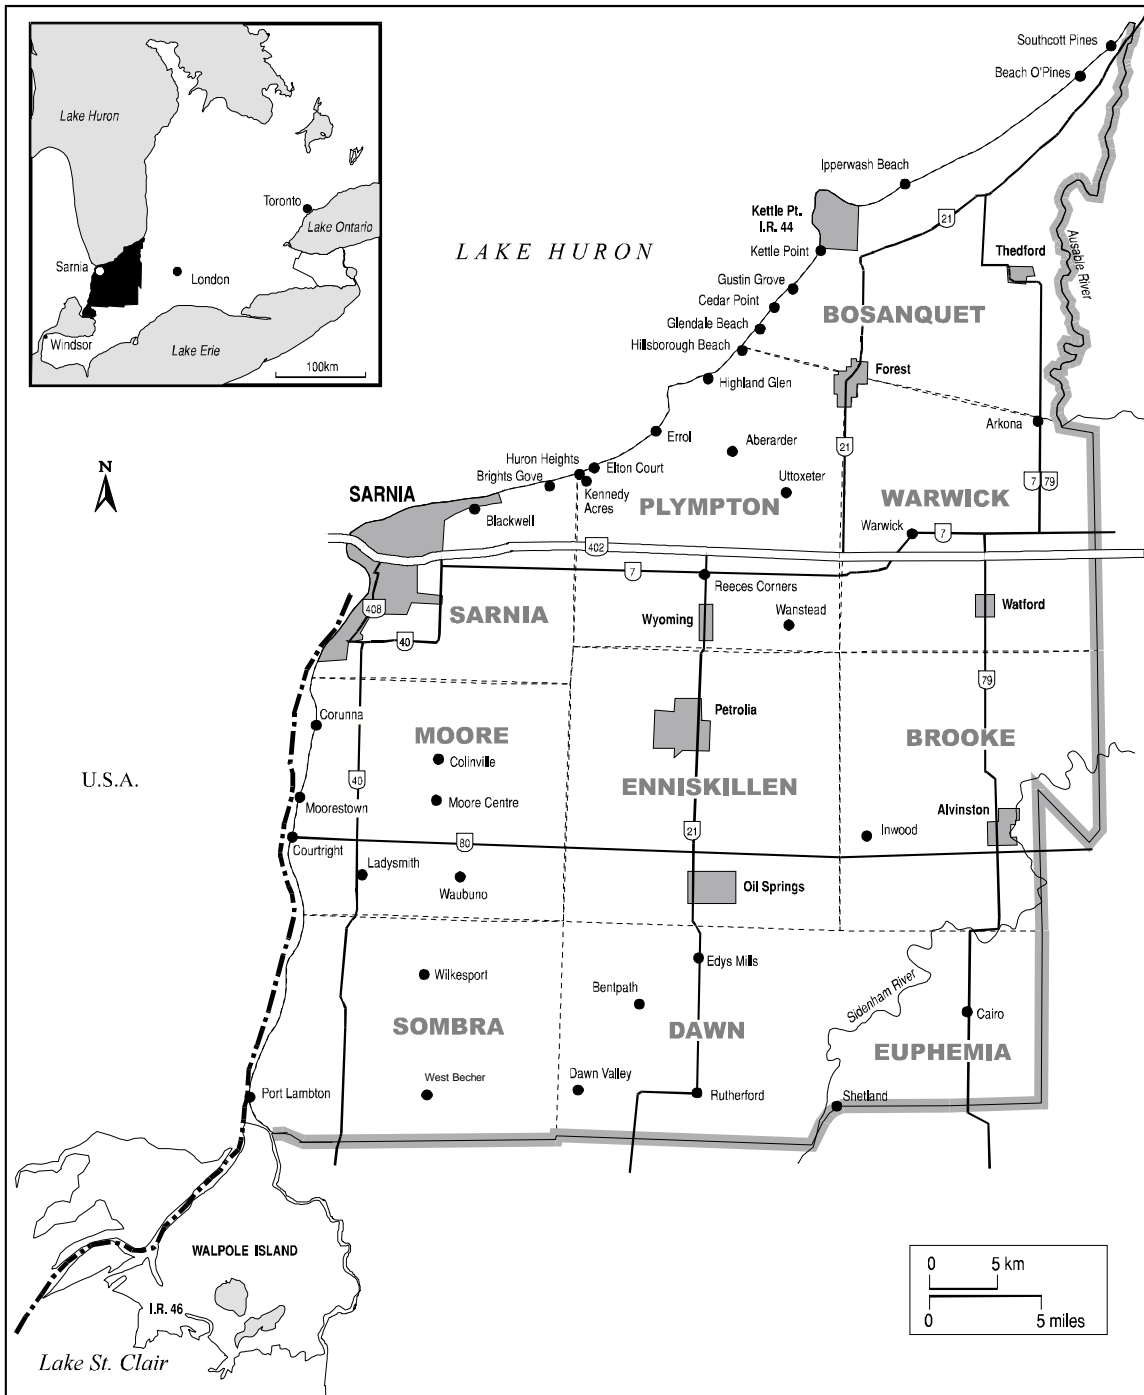 Lake Huron
Toronto
Lake Ontario
Sarnia
London
Windsor
Lake Erie
100km
Southcott Pines
Beach O'Pines
Ipperwash Beach
Kettle Pt.
I.R. 44
21
LAKE HURON
Kettle Point
Thedford
Ausable River
Gustin Grove
Cedar Point
BOSANQUET
Glendale Beach
Hillsborough Beach
Forest
Highland Glen
Arkona
Errol
Aberarder
21
N
Huron Heights
Elton Court
Brights Gove
Kennedy
Acres
Uttoxeter
7
79
SARNIA
PLYMPTON
WARWICK
Blackwell
Warwick
7
402
7
Reeces Corners
408
SARNIA
Wyoming
Wanstead
Watford
40
79
Corunna
Petrolia
MOORE
BROOKE
Colinville
U.S.A.
40
ENNISKILLEN
Moorestown
Moore Centre
Alvinston
21
Inwood
Courtright
80
Ladysmith
Waubuno
Oil Springs
Wilkesport
Edys Mills
Bentpath
Sidenham River
SOMBRA
DAWN
Cairo
EUPHEMIA
West Becher
Dawn Valley
Port Lambton
Rutherford
Shetland
WALPOLE ISLAND
I.R. 46
Lake St. Clair
0 5 km
0 5 miles